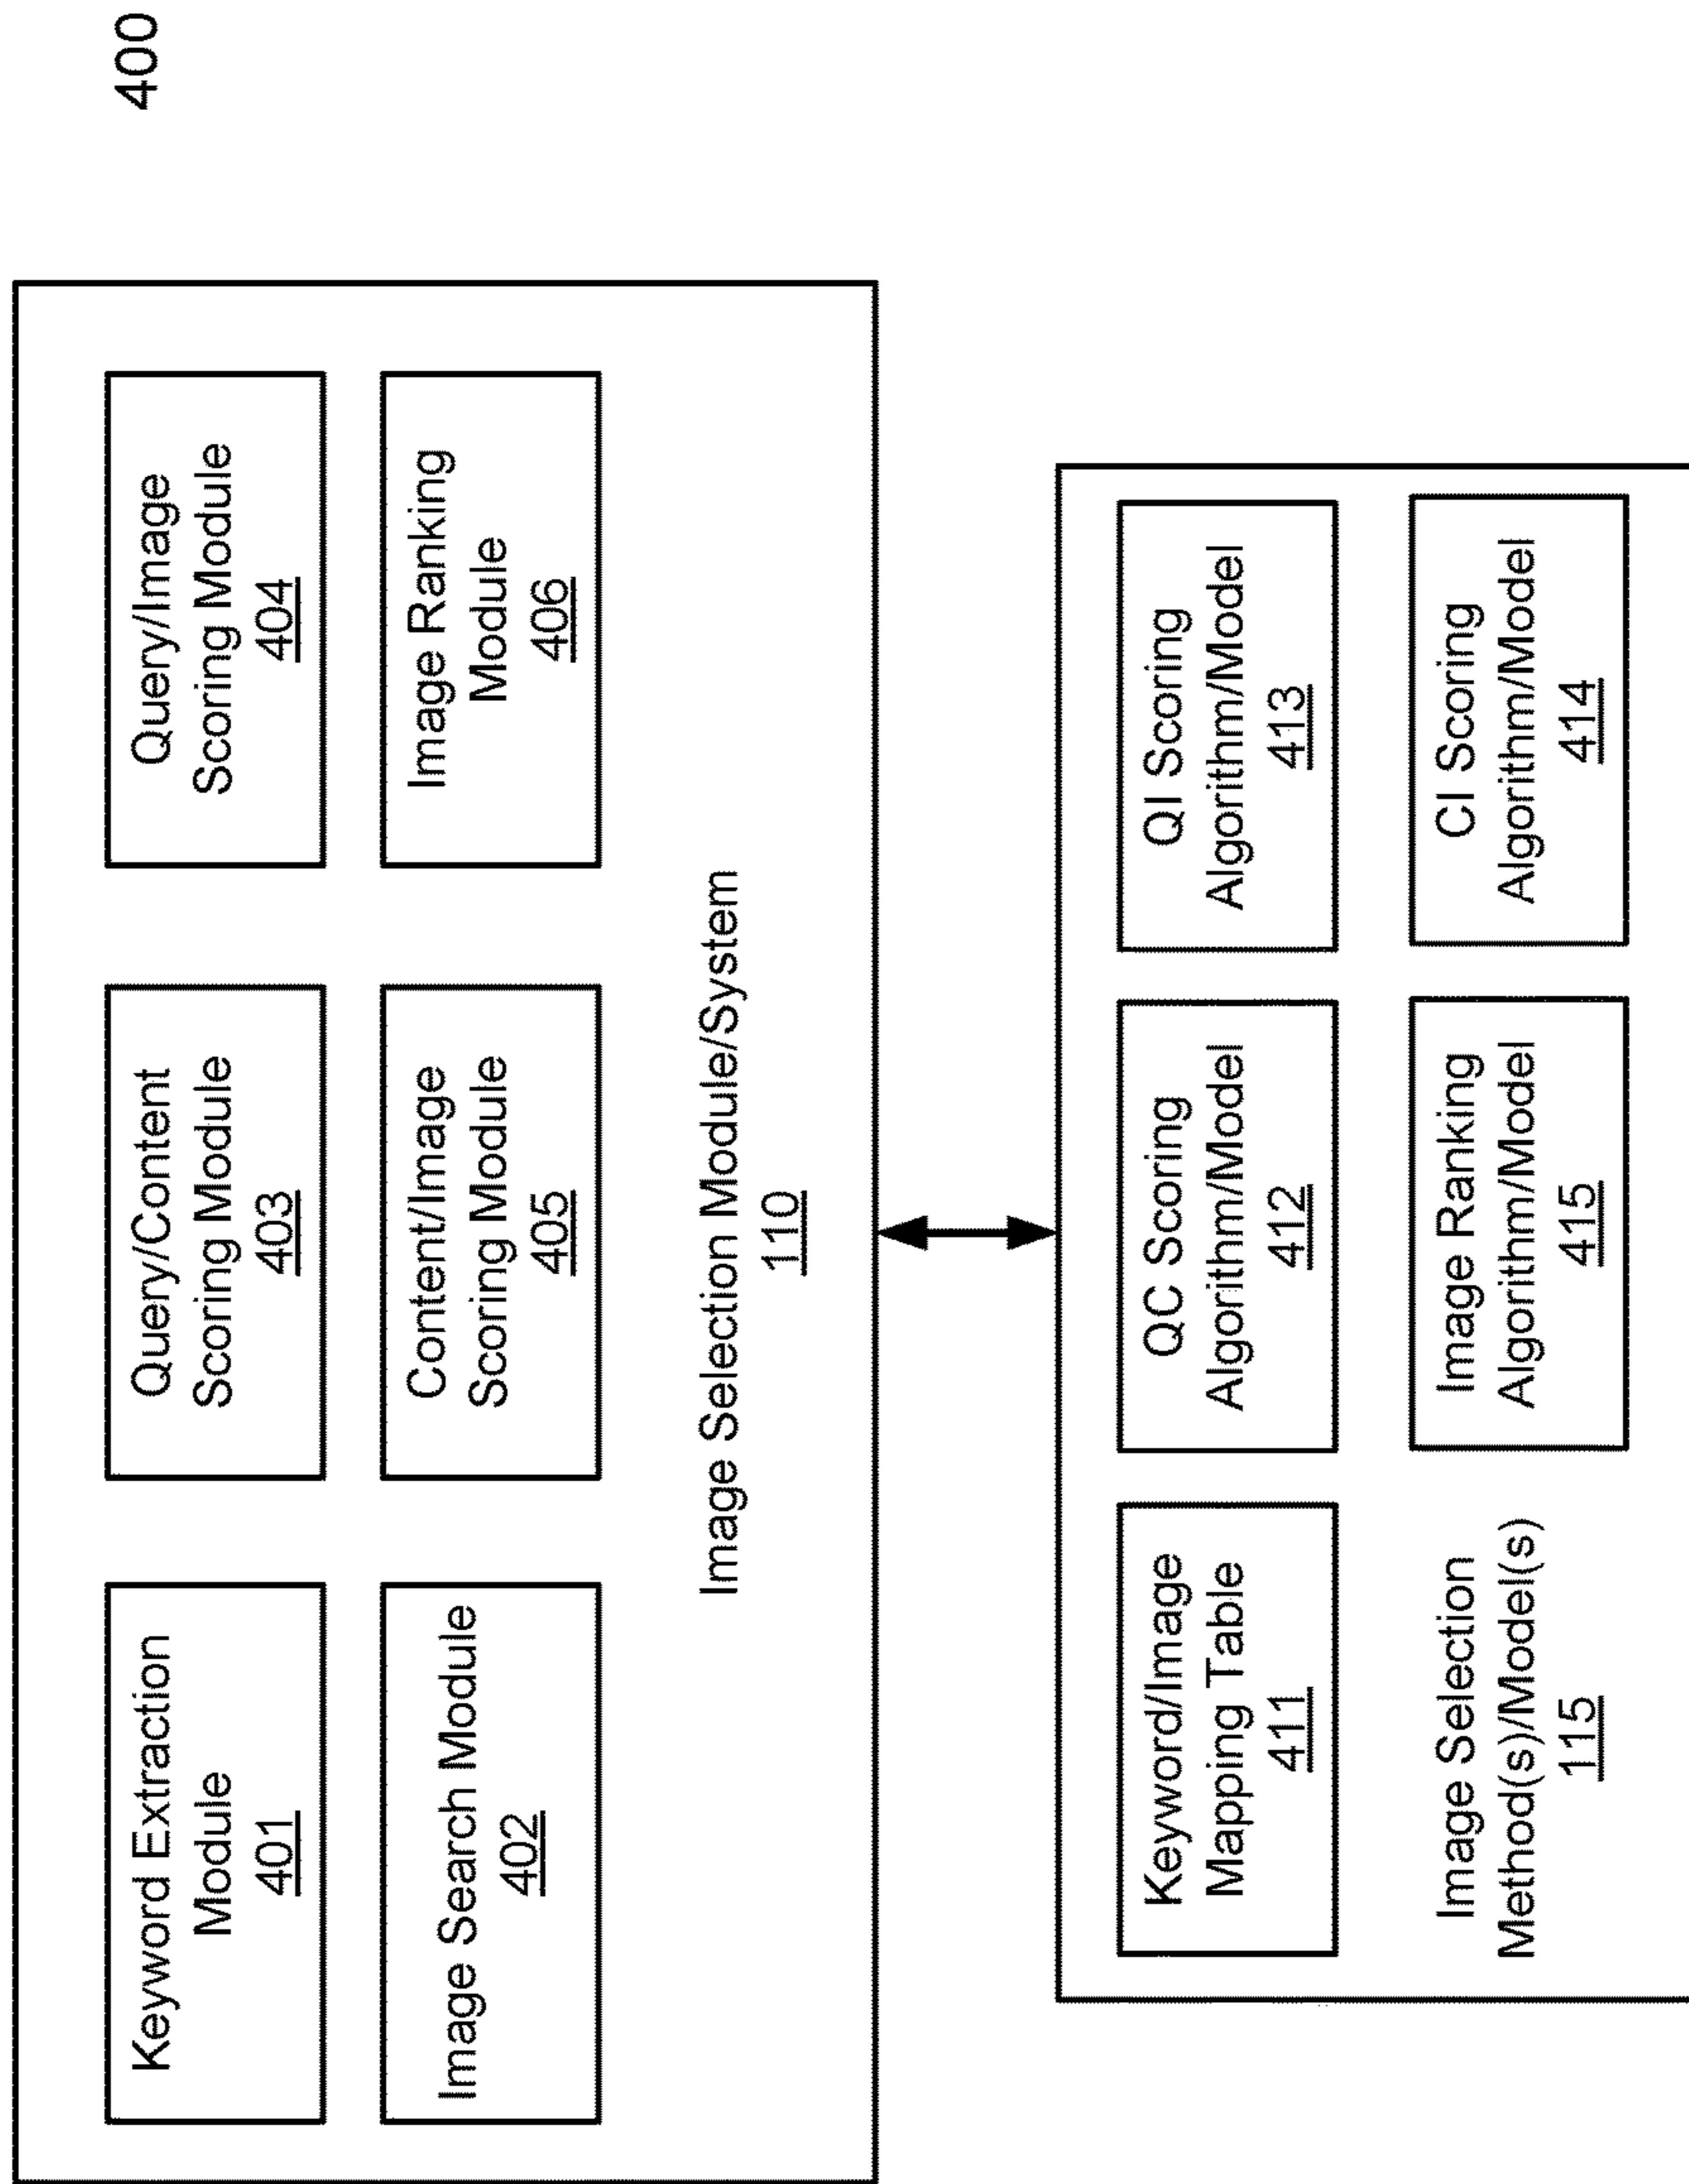 400
Keyword Extraction
Module
401
Query/Content
Scoring Module
403
Query/Image
Scoring Module
404
Image Search Module
402
Content/Image
Scoring Module
405
Image Ranking
Module
406
Image Selection Module/System
110
Keyword/Image
Mapping Table
411
QC Scoring
Algorithm/Model
412
QI Scoring
Algorithm/Model
413
Image Selection
Method(s)/Model(s)
115
Image Ranking
Algorithm/Model
415
CI Scoring
Algorithm/Model
414